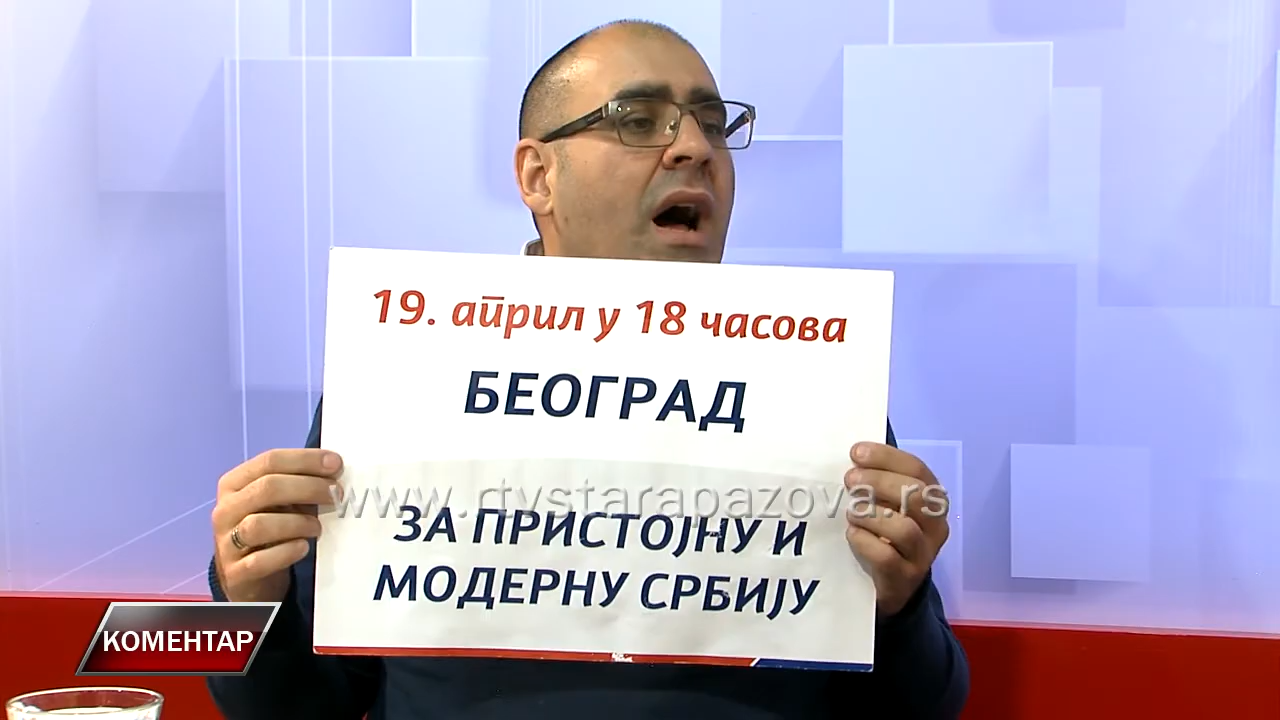 19. април у 18 часова
БЕОГРАД
www.rtvstarapazova.rs
ЗА ПРИСТОЈНУ И
МОДЕРНУ СРБИЈУ
КОМЕНТАР